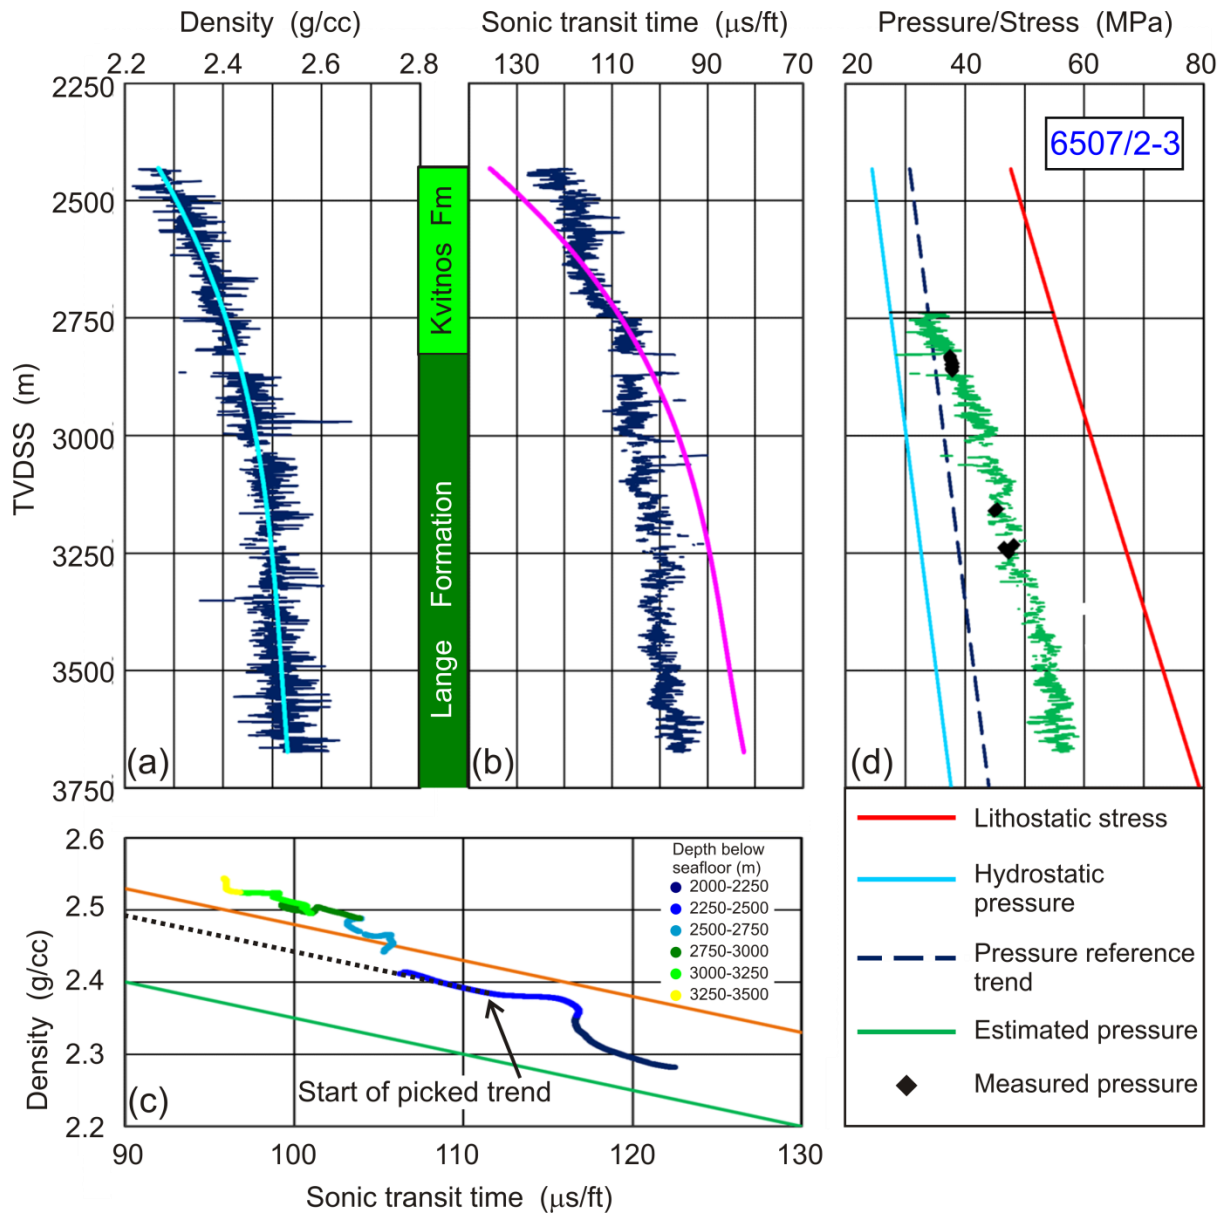 Density (g/cc)
Sonic transit time (μs/ft)
Pressure/Stress (MPa)
2.2 2.4 2.6 2.8
130 110 90 70
20 40 60 80
2250
2500
2750
3000
3250
3500
3750
TVDSS (m)
Kvitnos Fm
Lange Formation
6507/2-3
(a)
(b)
(d)
2.6
2.5
2.4
2.3
2.2
Density (g/cc)
Depth below
seafloor (m)
2000-2250
2250-2500
2500-2750
2750-3000
3000-3250
3250-3500
Start of picked trend
(c)
90 100 110 120 130
Sonic transit time (μs/ft)
Lithostatic stress
Hydrostatic
pressure
Pressure reference
trend
Estimated pressure
Measured pressure